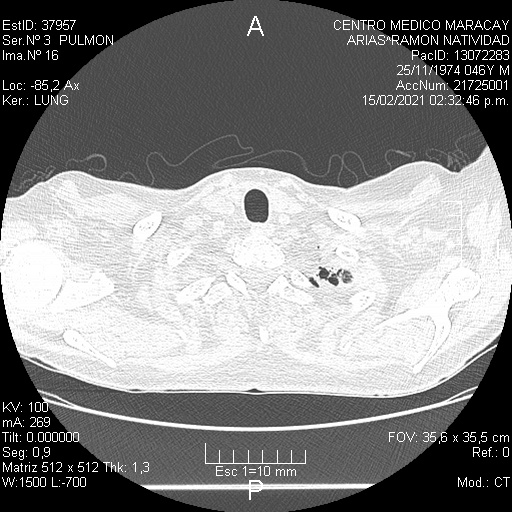 EstID: 37957
Ser.Nº 3 PULMON
Ima.Nº 16
Loc: -85,2 Ax
Ker.: LUNG
A
CENTRO MEDICO MARACAY
ARIAS^RAMON NATIVIDAD
PacID: 13072283
25/11/1974 046Y M
AccNum: 21725001
15/02/2021 02:32:46 p.m.
KV: 100
mA: 269
Tilt: 0.000000
Seg: 0,9
Matriz 512 x 512 Thk: 1,3
W:1500 L:-700
Esc 1=10 mm
P
FOV: 35,6 x 35,5 cm
Ref.: 0
Mod.: CT